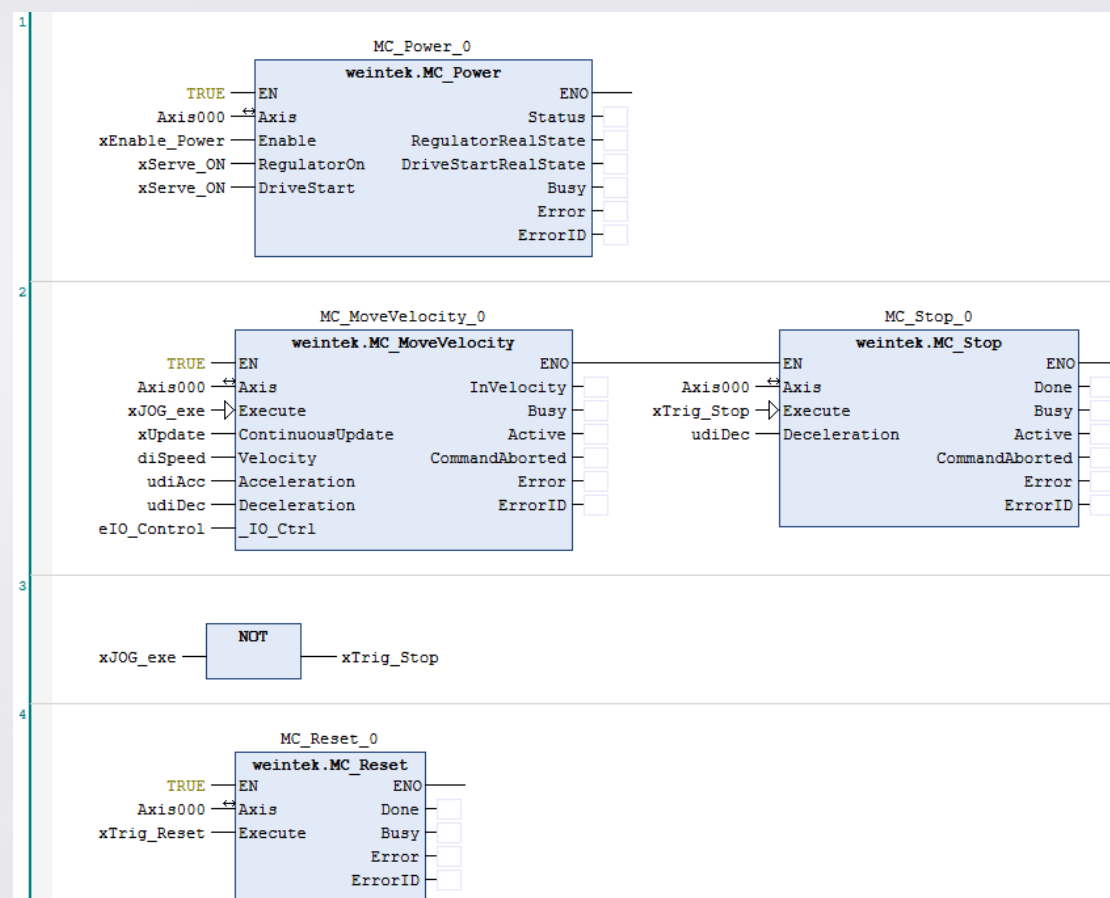 1
MC_Power_0
weintek.MC_Power
TRUE EN ENO
Axis000 Axis Status
xEnable_Power Enable RegulatorRealState
xServe_ON RegulatorOn DriveStartRealState
xServe_ON DriveStart Busy
Error
ErrorID
2
MC_MoveVelocity_0 MC_Stop_0
weintek.MC_MoveVelocity weintek.MC_Stop
TRUE EN ENO EN ENO
Axis000 Axis InVelocity Axis000 Axis Done
xJOG_exe Execute Busy xTrig_Stop Execute Busy
xUpdate ContinuousUpdate Active udiDec Deceleration Active
diSpeed Velocity CommandAborted CommandAborted
udiAcc Acceleration Error Error
udiDec Deceleration ErrorID ErrorID
eIO_Control _IO_Ctrl
3
NOT
xJOG_exe xTrig_Stop
4
MC_Reset_0
weintek.MC_Reset
TRUE EN ENO
Axis000 Axis Done
xTrig_Reset Execute Busy
Error
ErrorID